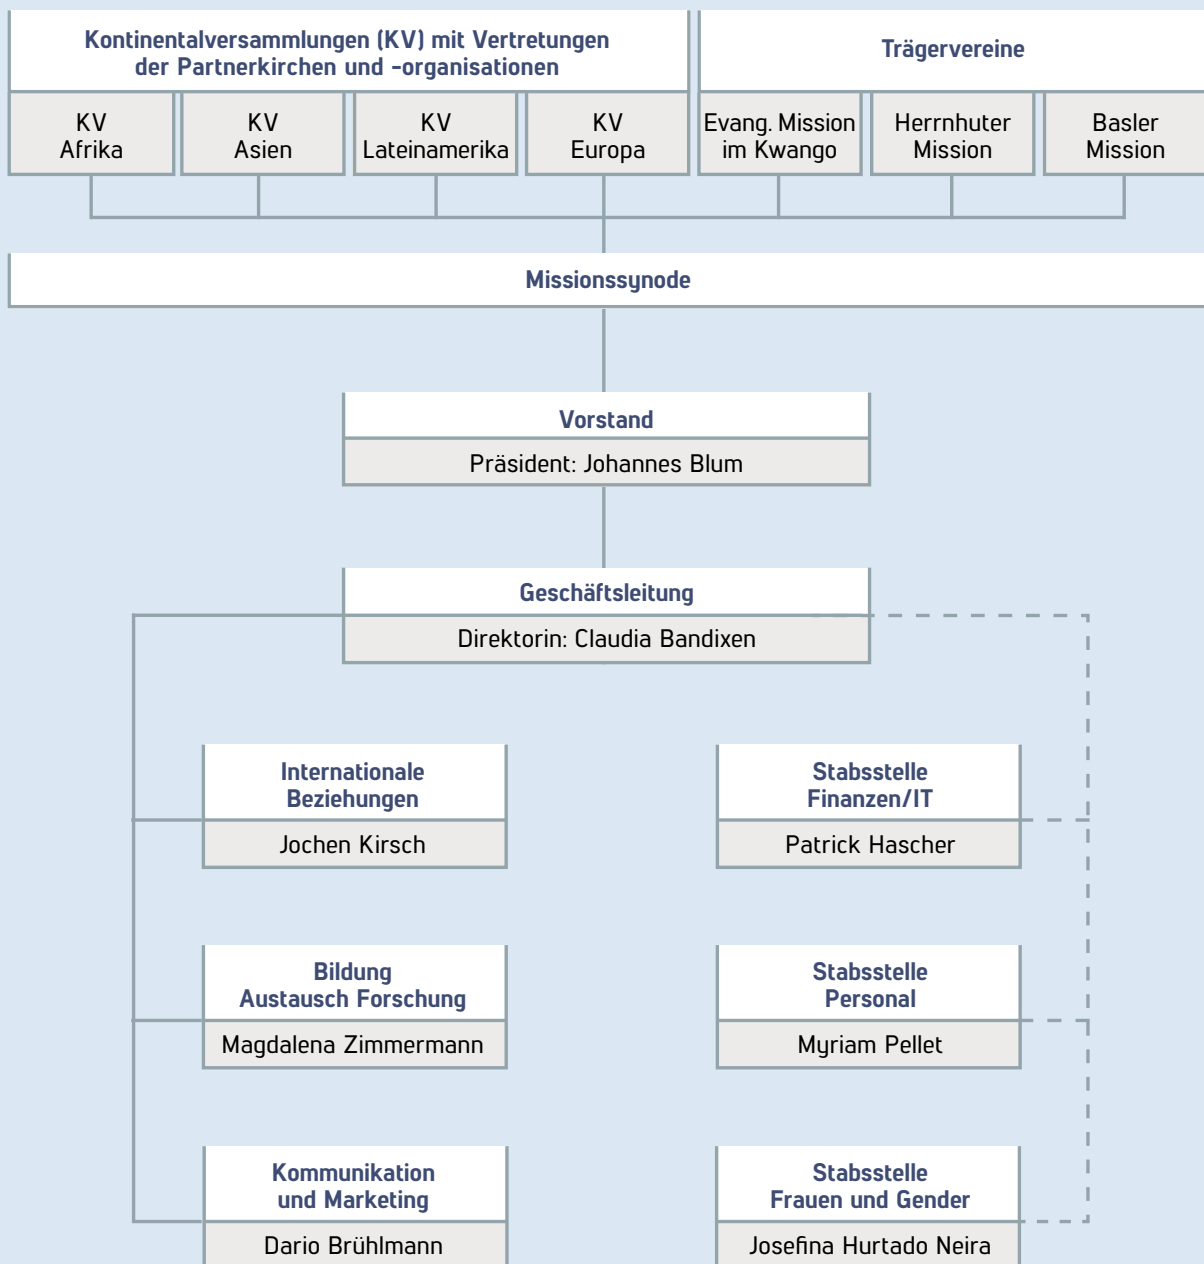 Kontinentalversammlungen (KV) mit Vertretungen
der Partnerkirchen und -organisationen
Trägervereine
KV
Afrika
KV
Asien
KV
Lateinamerika
KV
Europa
Evang. Mission
im Kwango
Herrnhuter
Mission
Basler
Mission
Missionssynode
Vorstand
Präsident: Johannes Blum
Geschäftsleitung
Direktorin: Claudia Bandixen
Internationale
Beziehungen
Jochen Kirsch
Stabsstelle
Finanzen/IT
Patrick Hascher
Bildung
Austausch Forschung
Magdalena Zimmermann
Stabsstelle
Personal
Myriam Pellet
Kommunikation
und Marketing
Dario Brühlmann
Stabsstelle
Frauen und Gender
Josefina Hurtado Neira